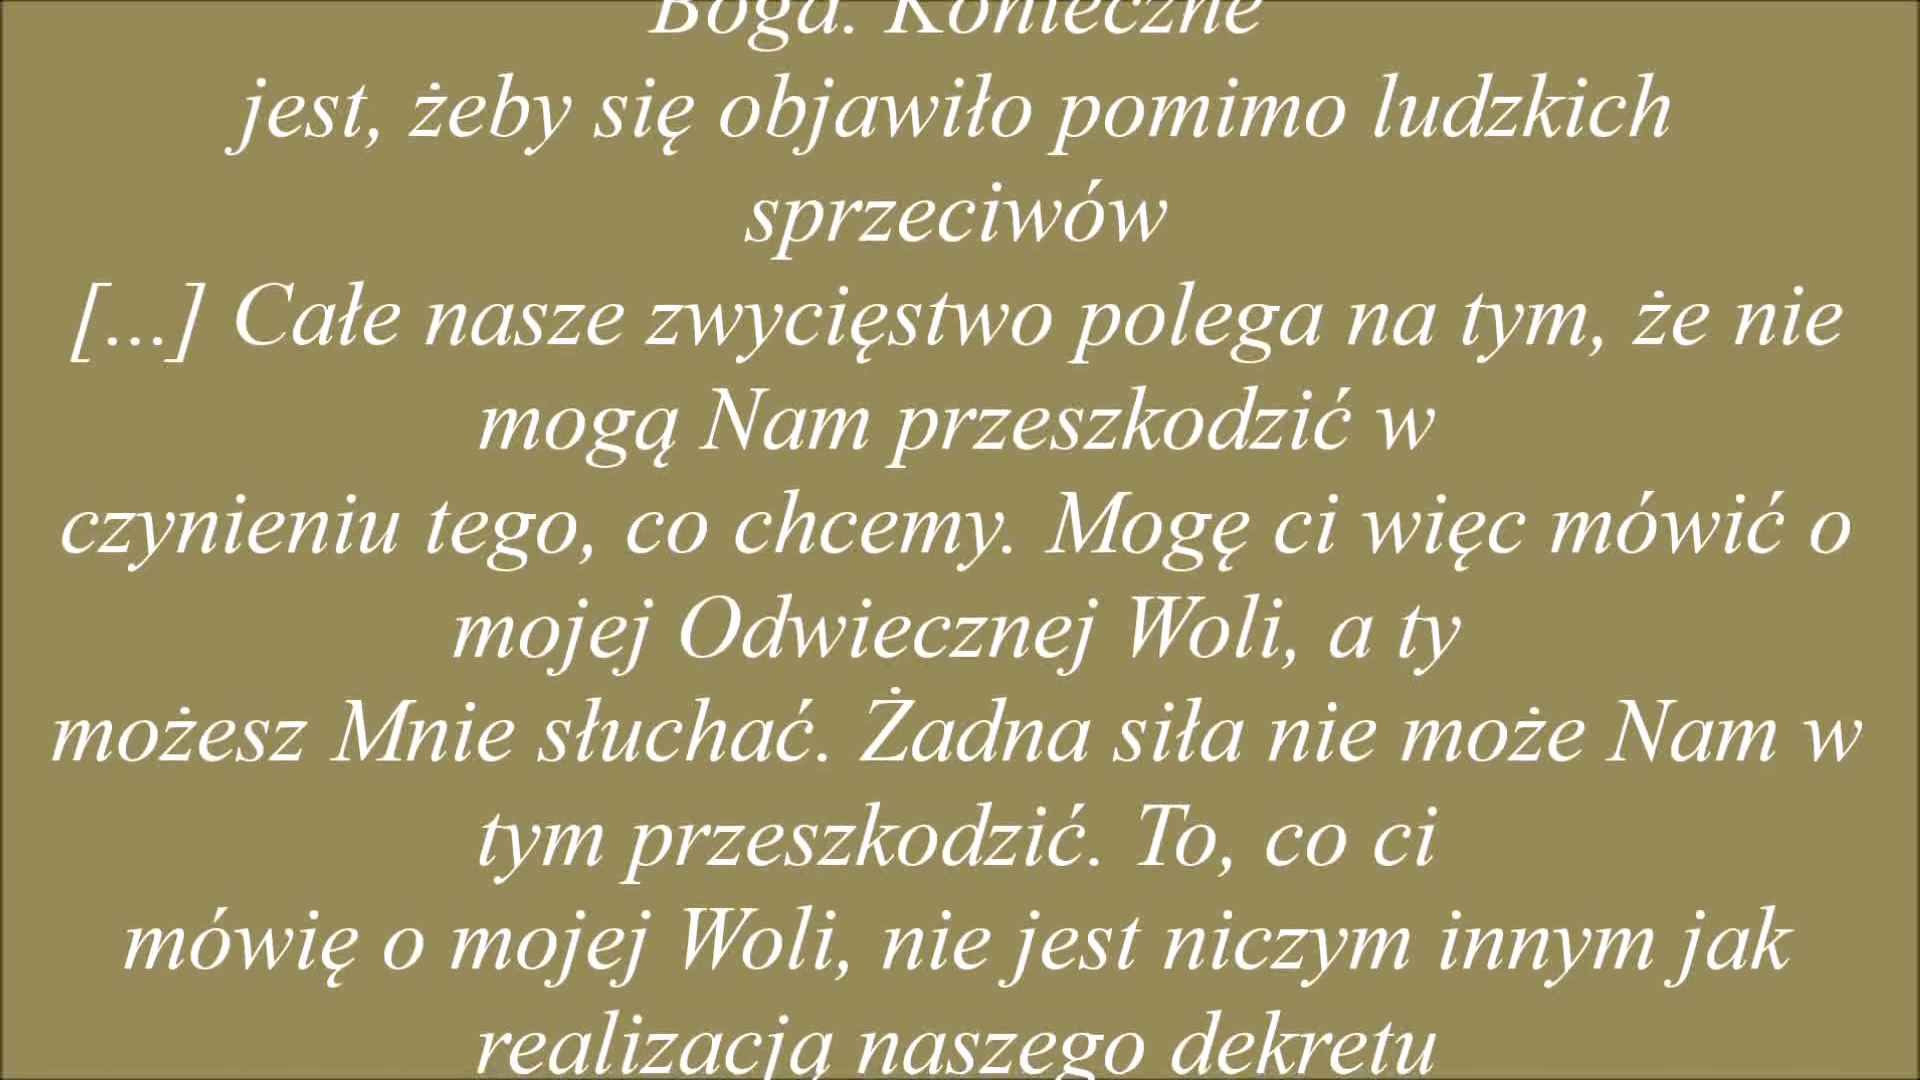 Boga. Konieczne
jest, żeby się objawiło pomimo ludzkich
sprzeciwów
[...] Całe nasze zwycięstwo polega na tym, że nie
mogą Nam przeszkodzić w
czynieniu tego, co chcemy. Mogę ci więc mówić o
mojej Odwiecznej Woli, a ty
możesz Mnie słuchać. Żadna siła nie może Nam w
tym przeszkodzić. To, co ci
mówię o mojej Woli, nie jest niczym innym jak
realizacją naszego dekretu